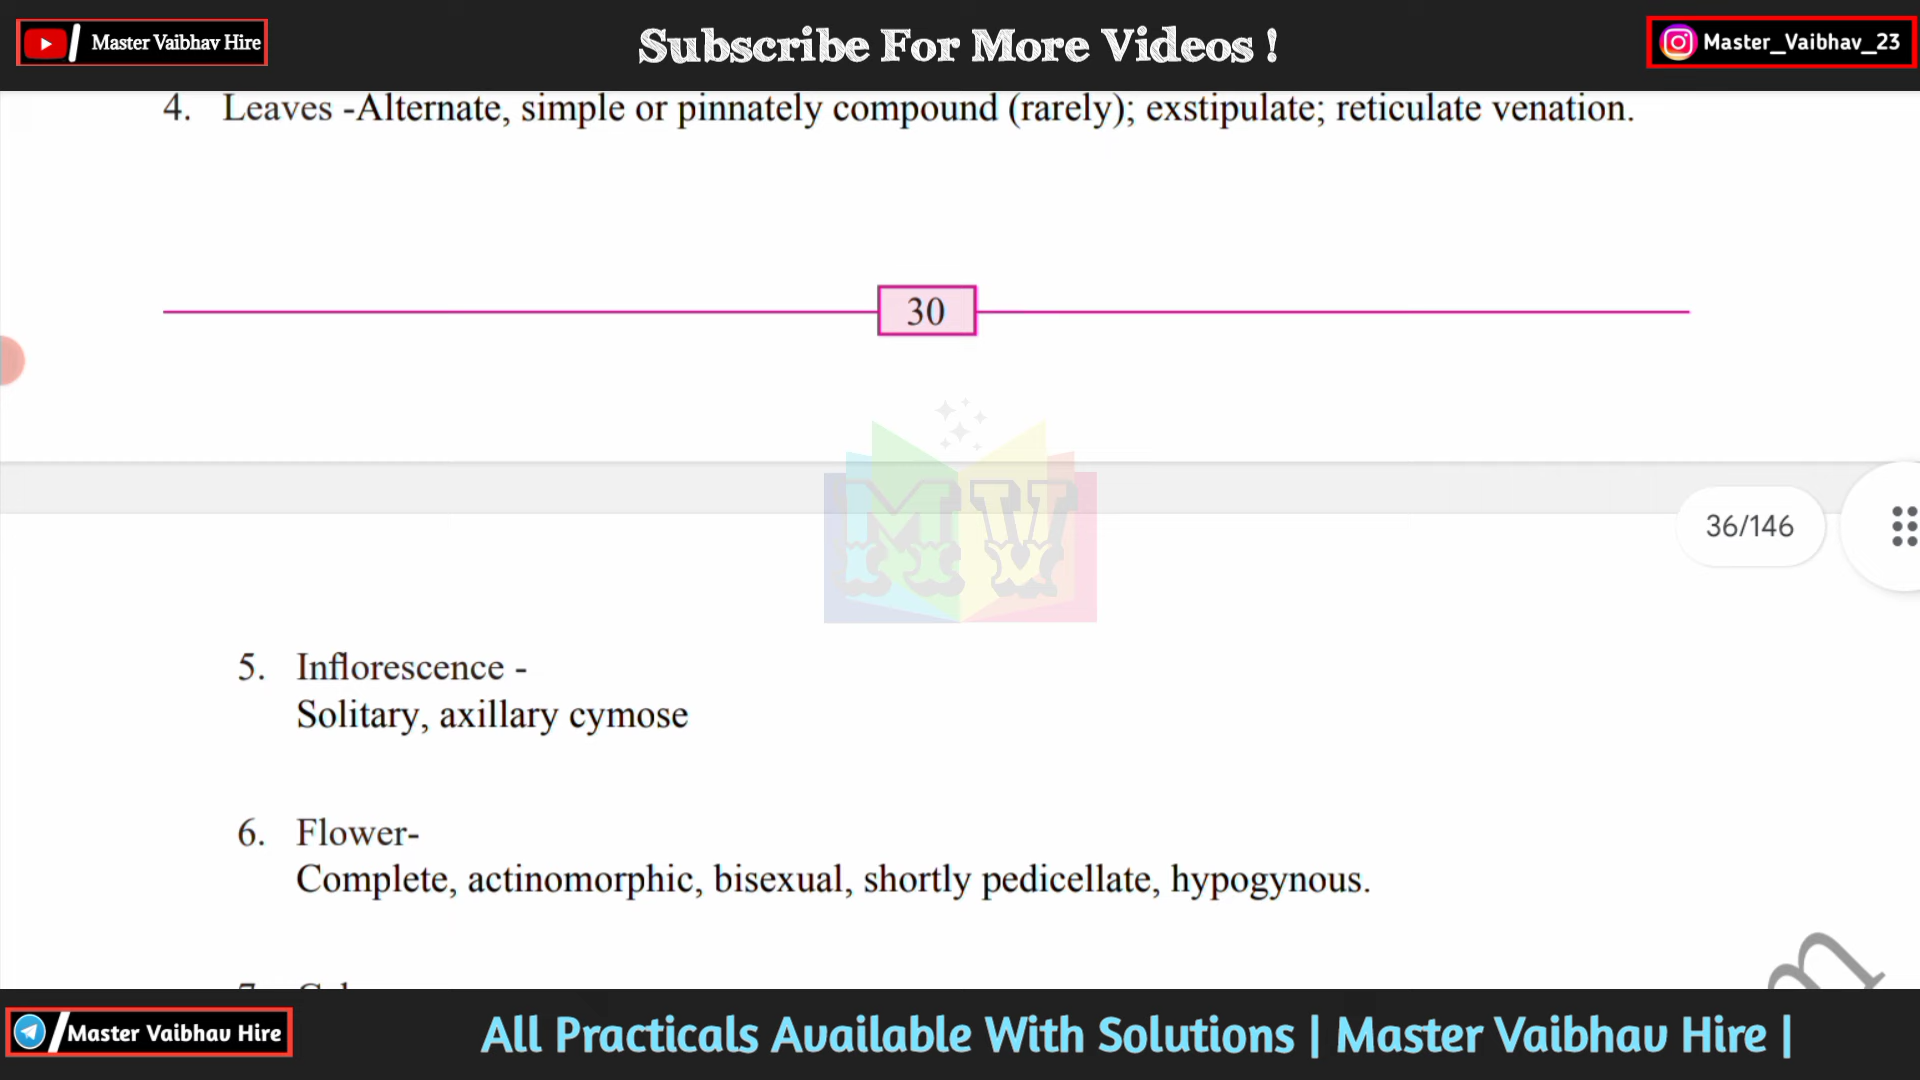 Master Vaibhav Hire
Subscribe For More Videos !
Master_Vaibhav_23
4. Leaves -Alternate, simple or pinnately compound (rarely); exstipulate; reticulate venation.
30
MV
36/146
5. Inflorescence -
Solitary, axillary cymose
6. Flower-
Complete, actinomorphic, bisexual, shortly pedicellate, hypogynous.
Master Vaibhav Hire
All Practicals Available With Solutions | Master Vaibhav Hire |